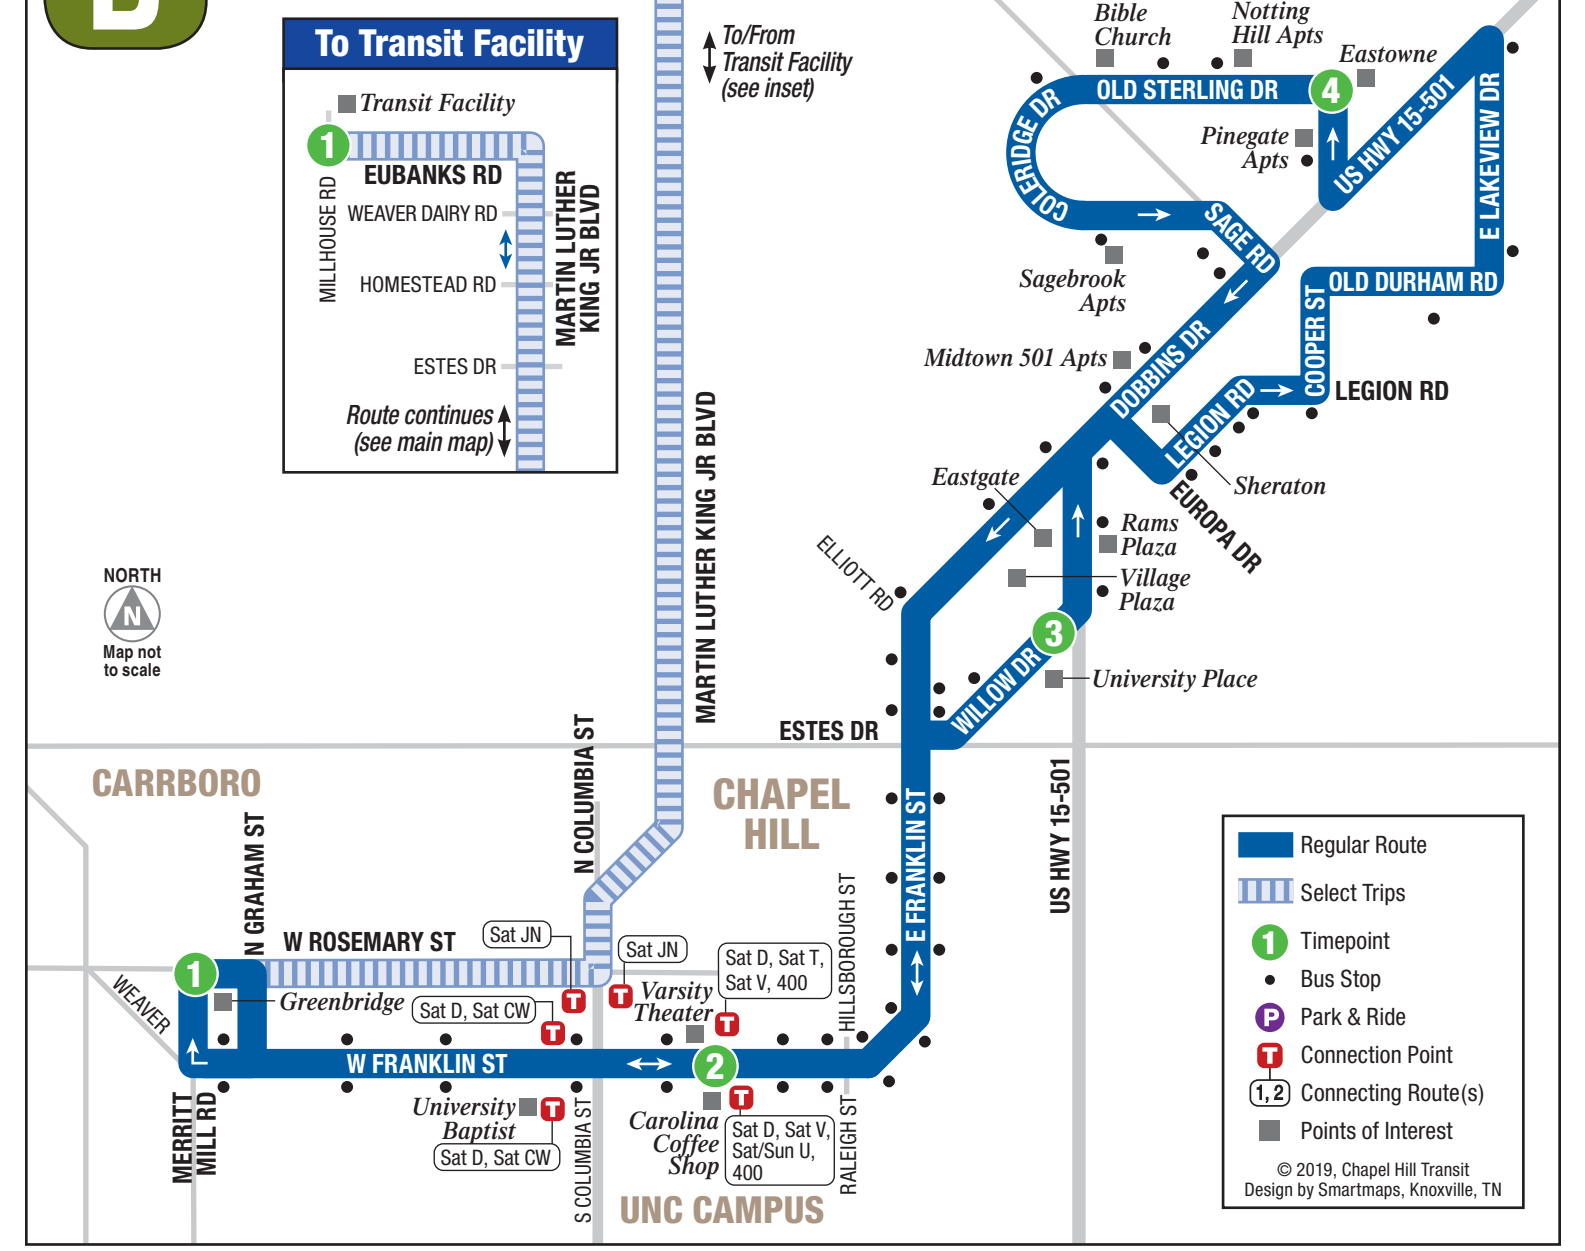 D
To Transit Facility
Transit Facility
1
EUBANKS RD
MILLHOUSE RD
WEAVER DAIRY RD
HOMESTEAD RD
ESTES DR
MARTIN LUTHER
KING JR BLVD
Route continues
(see main map)
To/From
Transit Facility
(see inset)
Bible
Church
Notting
Hill Apts
Eastowne
OLD STERLING DR
4
COLERIDGE DR
Pinegate
Apts
US HWY 15-501
E LAKEVIEW DR
SAGE RD
Sagebrook
Apts
OLD DURHAM RD
COOPER ST
Midtown 501 Apts
DOBBINS DR
LEGION RD
LEGION RD
Sheraton
EUROPA DR
Eastgate
Rams
Plaza
Village
Plaza
ELLIOTT RD
3
WILLOW DR
University Place
MARTIN LUTHER KING JR BLVD
NORTH
N
Map not
to scale
ESTES DR
CARRBORO
CHAPEL
HILL
N COLUMBIA ST
N GRAHAM ST
E FRANKLIN ST
US HWY 15-501
HILLSBOROUGH ST
W ROSEMARY ST
Sat JN
Sat JN
Sat D, Sat T,
Sat V, 400
1
WEAVER
Greenbridge
Sat D, Sat CW
T
T
T
Varsity
Theater
T
W FRANKLIN ST
2
MERRITT
MILL RD
University
Baptist
T
Sat D, Sat CW
S COLUMBIA ST
Carolina
Coffee
Shop
T
Sat D, Sat V,
Sat/Sun U,
400
RALEIGH ST
UNC CAMPUS
Regular Route
Select Trips
1 Timepoint
Bus Stop
P Park & Ride
T Connection Point
1, 2 Connecting Route(s)
Points of Interest
© 2019, Chapel Hill Transit
Design by Smartmaps, Knoxville, TN